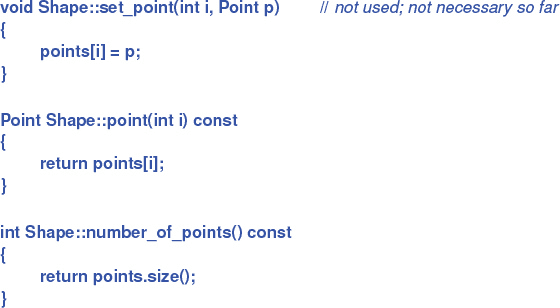 void Shape::set_point(int i, Point p) // not used; not necessary so far
{
points[i] = p;
}
Point Shape::point(int i) const
{
return points[i];
}
int Shape::number_of_points() const
{
return points.size();
}